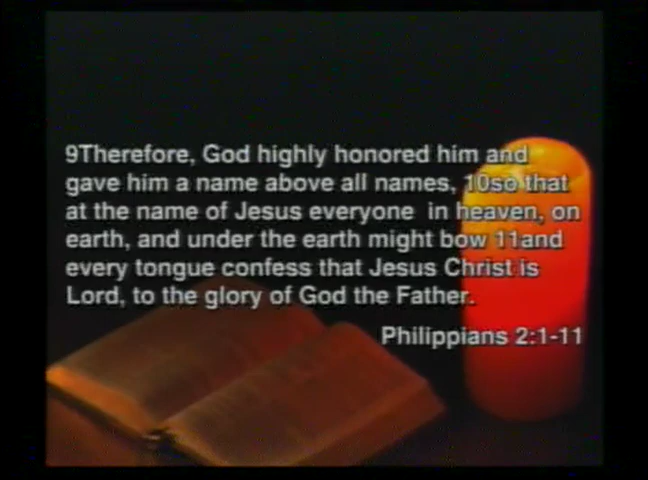 9Therefore, God highly honored him and
gave him a name above all names, 10so that
at the name of Jesus everyone in heaven, on
earth, and under the earth might bow 11and
every tongue confess that Jesus Christ is
Lord, to the glory of God the Father.
Philippians 2:1-11